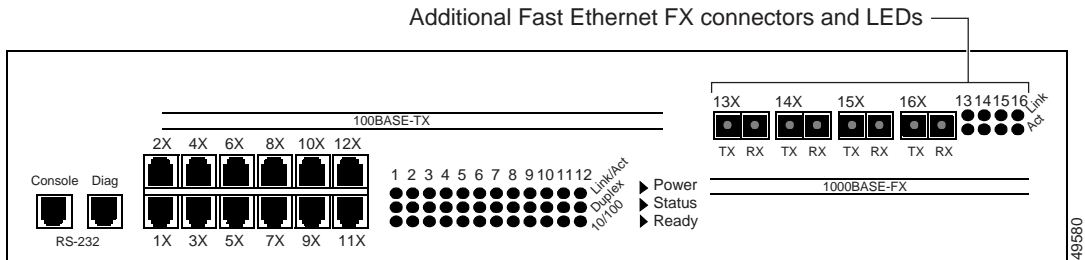 Additional Fast Ethernet FX connectors and LEDs
13X 14X 15X 16X 13 14 15 16 Link
Act
TX RX TX RX TX RX TX RX
100BASE-TX
2X 4X 6X 8X 10X 12X
1 2 3 4 5 6 7 8 9 10 11 12 Link/Act
Duplex
10/100
Power
Status
Ready
1000BASE-FX
Console Diag
RS-232
1X 3X 5X 7X 9X 11X
49580